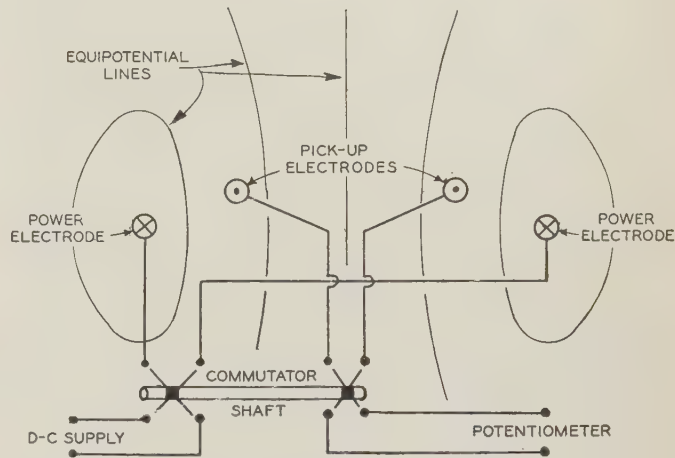 EQUIPOTENTIAL
LINES
PICK-UP
ELECTRODES
POWER
ELECTRODE
POWER
ELECTRODE
COMMUTATOR
SHAFT
D-C SUPPLY
POTENTIOMETER